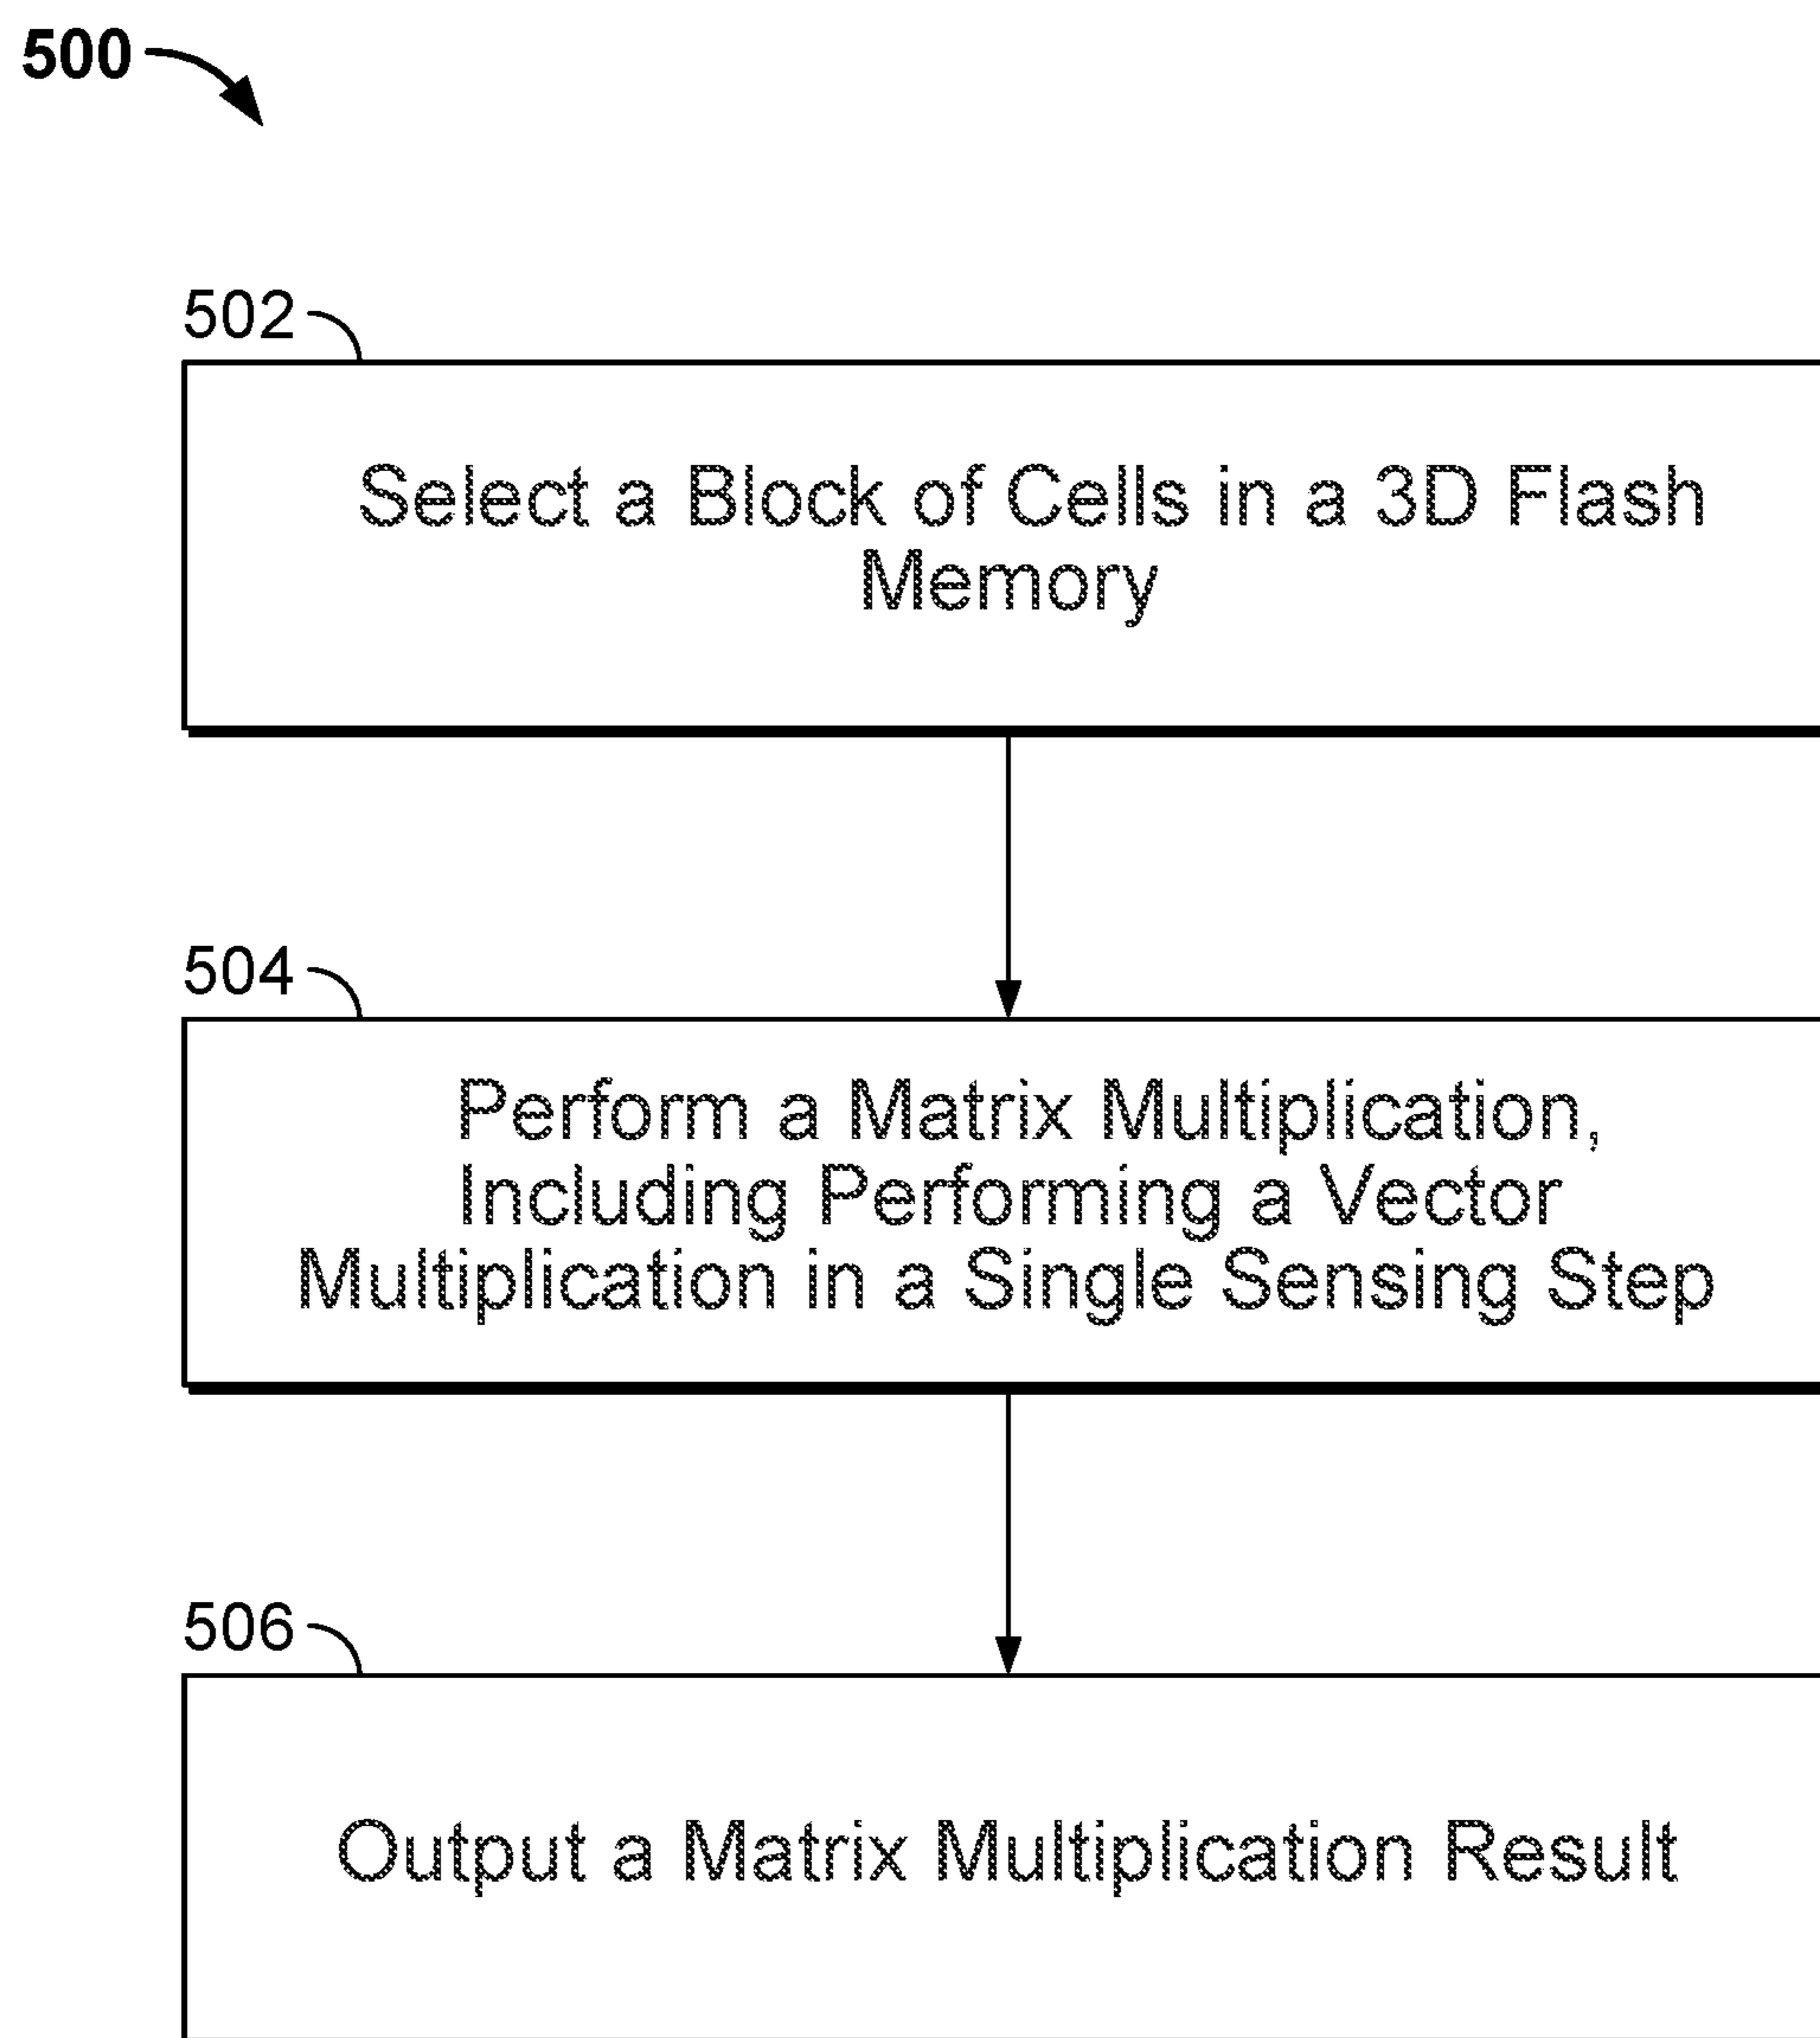 500
502
Select a Block of Cells in a 3D Flash
Memory
504
Perform a Matrix Multiplication,
Including Performing a Vector
Multiplication in a Single Sensing Step
506
Output a Matrix Multiplication Result